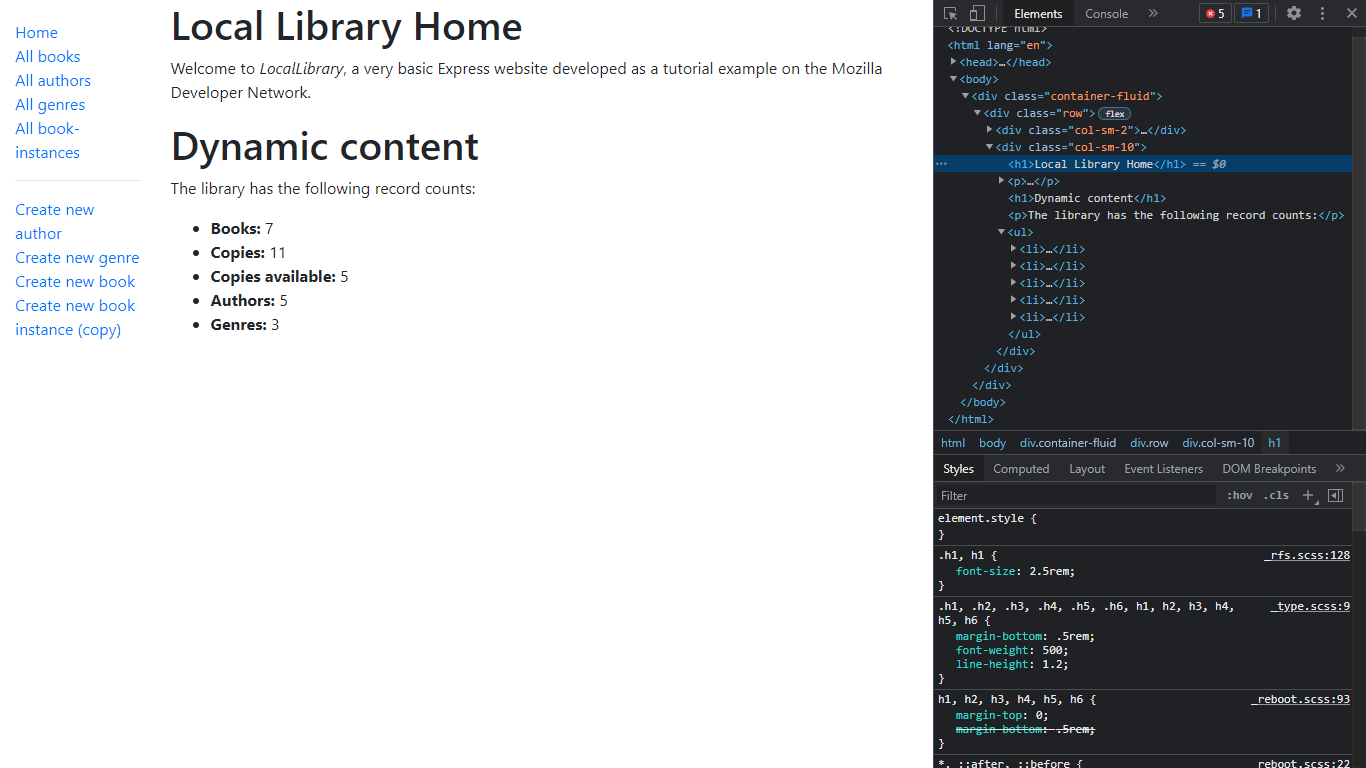 Home
All books
All authors
All genres
All book-
instances
Create new
author
Create new genre
Create new book
Create new book
instance (copy)
Local Library Home
Welcome to LocalLibrary, a very basic Express website developed as a tutorial example on the Mozilla
Developer Network.
Dynamic content
The library has the following record counts:
• Books: 7
• Copies: 11
• Copies available: 5
• Authors: 5
• Genres: 3
Elements Console 5 1
<!DOCTYPE html>
<html lang="en">
<head>…</head>
<body>
<div class="container-fluid">
<div class="row"> flex
<div class="col-sm-2">…</div>
<div class="col-sm-10">
<h1>Local Library Home</h1> == $0
<p>…</p>
<h1>Dynamic content</h1>
<p>The library has the following record counts:</p>
<ul>
<li>…</li>
<li>…</li>
<li>…</li>
<li>…</li>
<li>…</li>
</ul>
</div>
</div>
</div>
</body>
</html>
html body div.container-fluid div.row div.col-sm-10 h1
Styles Computed Layout Event Listeners DOM Breakpoints
Filter :hov .cls +
element.style {
}
.h1, h1 { _rfs.scss:128
font-size: 2.5rem;
}
.h1, .h2, .h3, .h4, .h5, .h6, h1, h2, h3, h4, _type.scss:9
h5, h6 {
margin-bottom: .5rem;
font-weight: 500;
line-height: 1.2;
}
h1, h2, h3, h4, h5, h6 { _reboot.scss:93
margin-top: 0;
margin-bottom: .5rem;
}
*, ::after, ::before { _reboot.scss:22